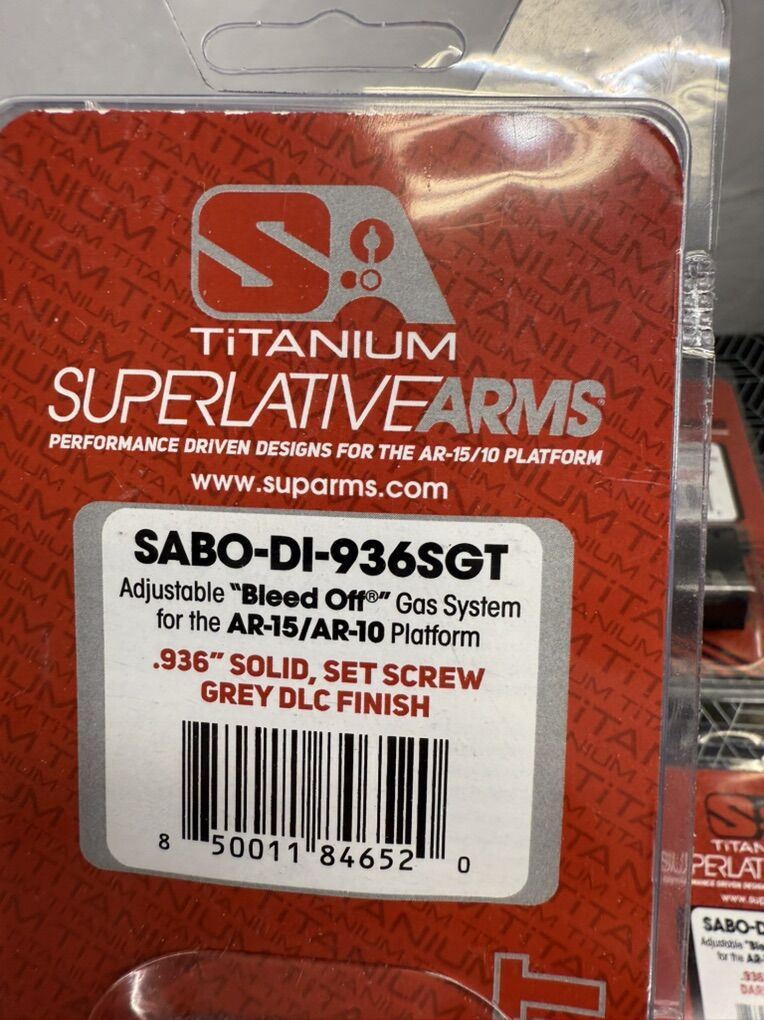 TiTANIUM
SUPERLATIVEARMS®
PERFORMANCE DRIVEN DESIGNS FOR THE AR-15/10 PLATFORM
www.suparms.com
SABO-DI-936SGT
Adjustable "Bleed Off®" Gas System
for the AR-15/AR-10 Platform
.936" SOLID, SET SCREW
GREY DLC FINISH
8 50011 84652 0